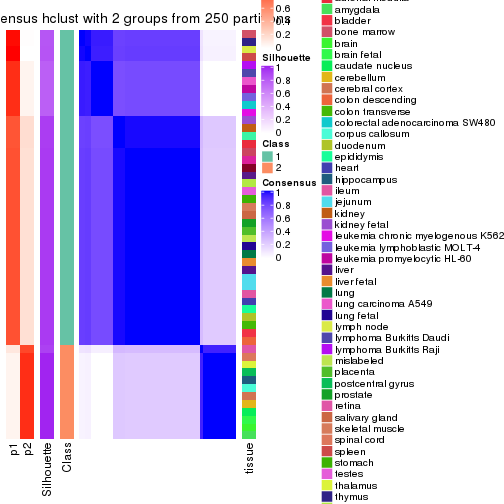 ensus hclust with 2 groups from 250 partitions
0.6
0.4
0.2
0
Silhouette
1
0.8
0.6
0.4
0.2
0
Class
1
2
Consensus
1
0.8
0.6
0.4
0.2
0
p1
p2
Silhouette
Class
tissue
amygdala
bladder
bone marrow
brain
brain fetal
caudate nucleus
cerebellum
cerebral cortex
colon descending
colon transverse
colorectal adenocarcinoma SW480
corpus callosum
duodenum
epididymis
heart
hippocampus
ileum
jejunum
kidney
kidney fetal
leukemia chronic myelogenous K562
leukemia lymphoblastic MOLT-4
leukemia promyelocytic HL-60
liver
liver fetal
lung
lung carcinoma A549
lung fetal
lymph node
lymphoma Burkitts Daudi
lymphoma Burkitts Raji
mislabeled
placenta
postcentral gyrus
prostate
retina
salivary gland
skeletal muscle
spinal cord
spleen
stomach
testes
thalamus
thymus